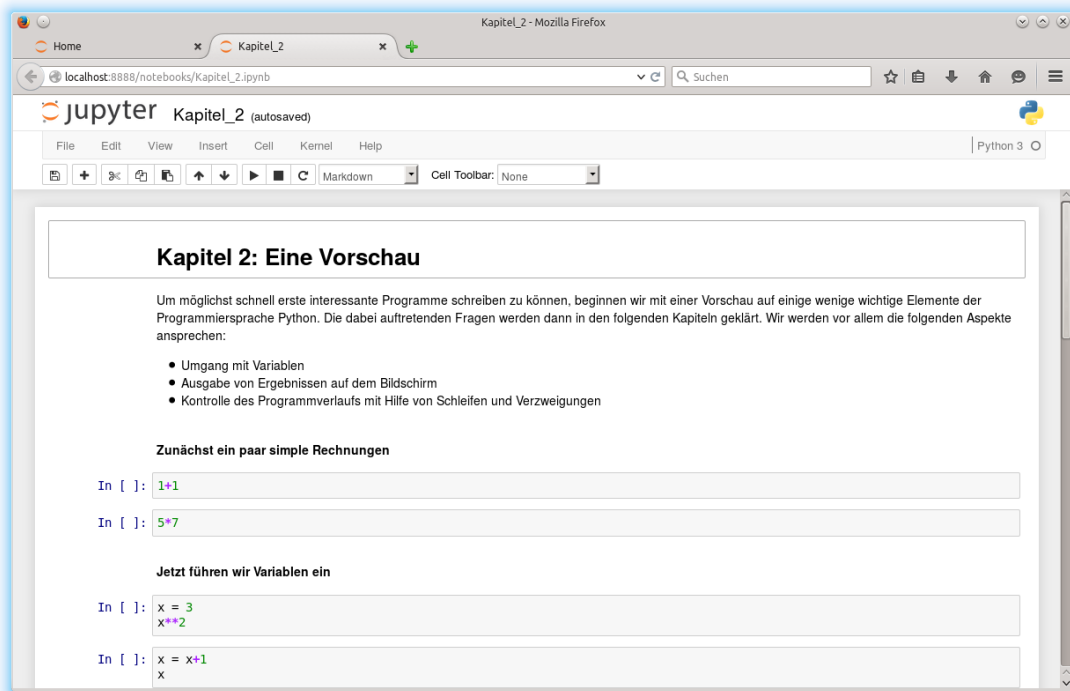 Kapitel_2 - Mozilla Firefox
Home
Kapitel_2
localhost:8888/notebooks/Kapitel_2.ipynb
Suchen
jupyter Kapitel_2 (autosaved)
File Edit View Insert Cell Kernel Help
Python 3
Markdown
Cell Toolbar: None
Kapitel 2: Eine Vorschau
Um möglichst schnell erste interessante Programme schreiben zu können, beginnen wir mit einer Vorschau auf einige wenige wichtige Elemente der
Programmiersprache Python. Die dabei auftretenden Fragen werden dann in den folgenden Kapiteln geklärt. Wir werden vor allem die folgenden Aspekte
ansprechen:
Umgang mit Variablen
Ausgabe von Ergebnissen auf dem Bildschirm
Kontrolle des Programmverlaufs mit Hilfe von Schleifen und Verzweigungen
Zunächst ein paar simple Rechnungen
In [ ]: 1+1
In [ ]: 5*7
Jetzt führen wir Variablen ein
In [ ]: x = 3
x**2
In [ ]: x = x+1
x